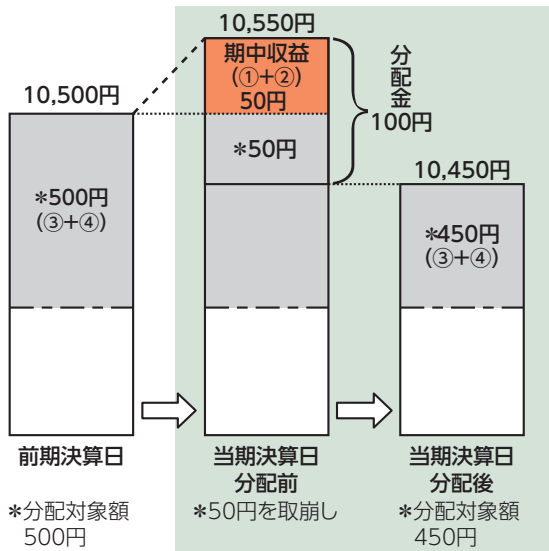 10,500円
*500円
(③+④)
前期決算日
*分配対象額
500円
10,550円
期中収益
(①+②)
50円
*50円
分配金
100円
当期決算日
分配前
*50円を取崩し
10,450円
*450円
(③+④)
当期決算日
分配後
*分配対象額
450円